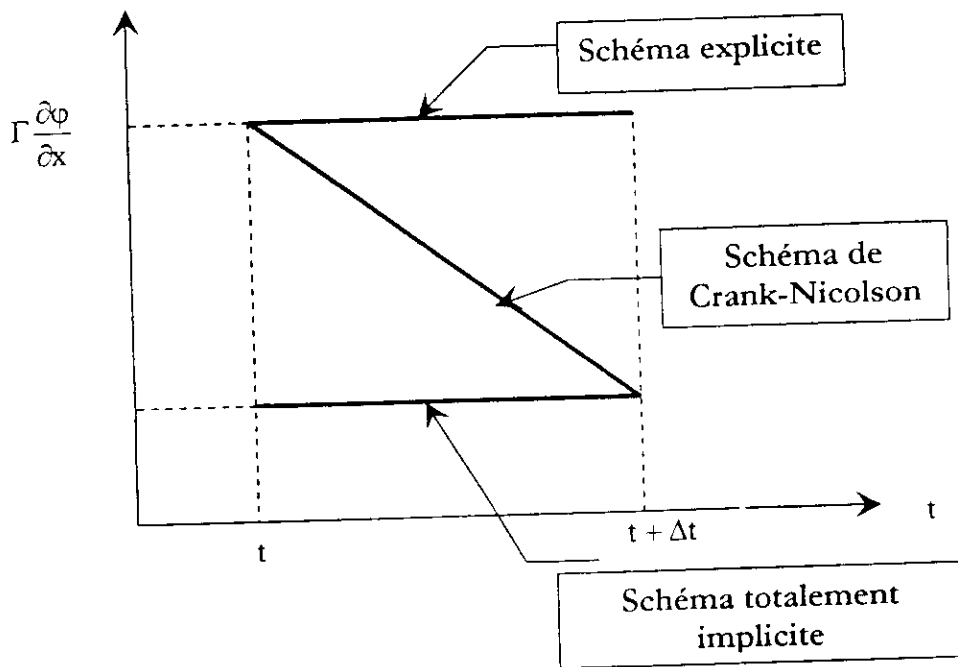 Schéma explicite
Γ ∂φ/∂x
Schéma de
Crank-Nicolson
t
t + Δt
t
Schéma totalement
implicite